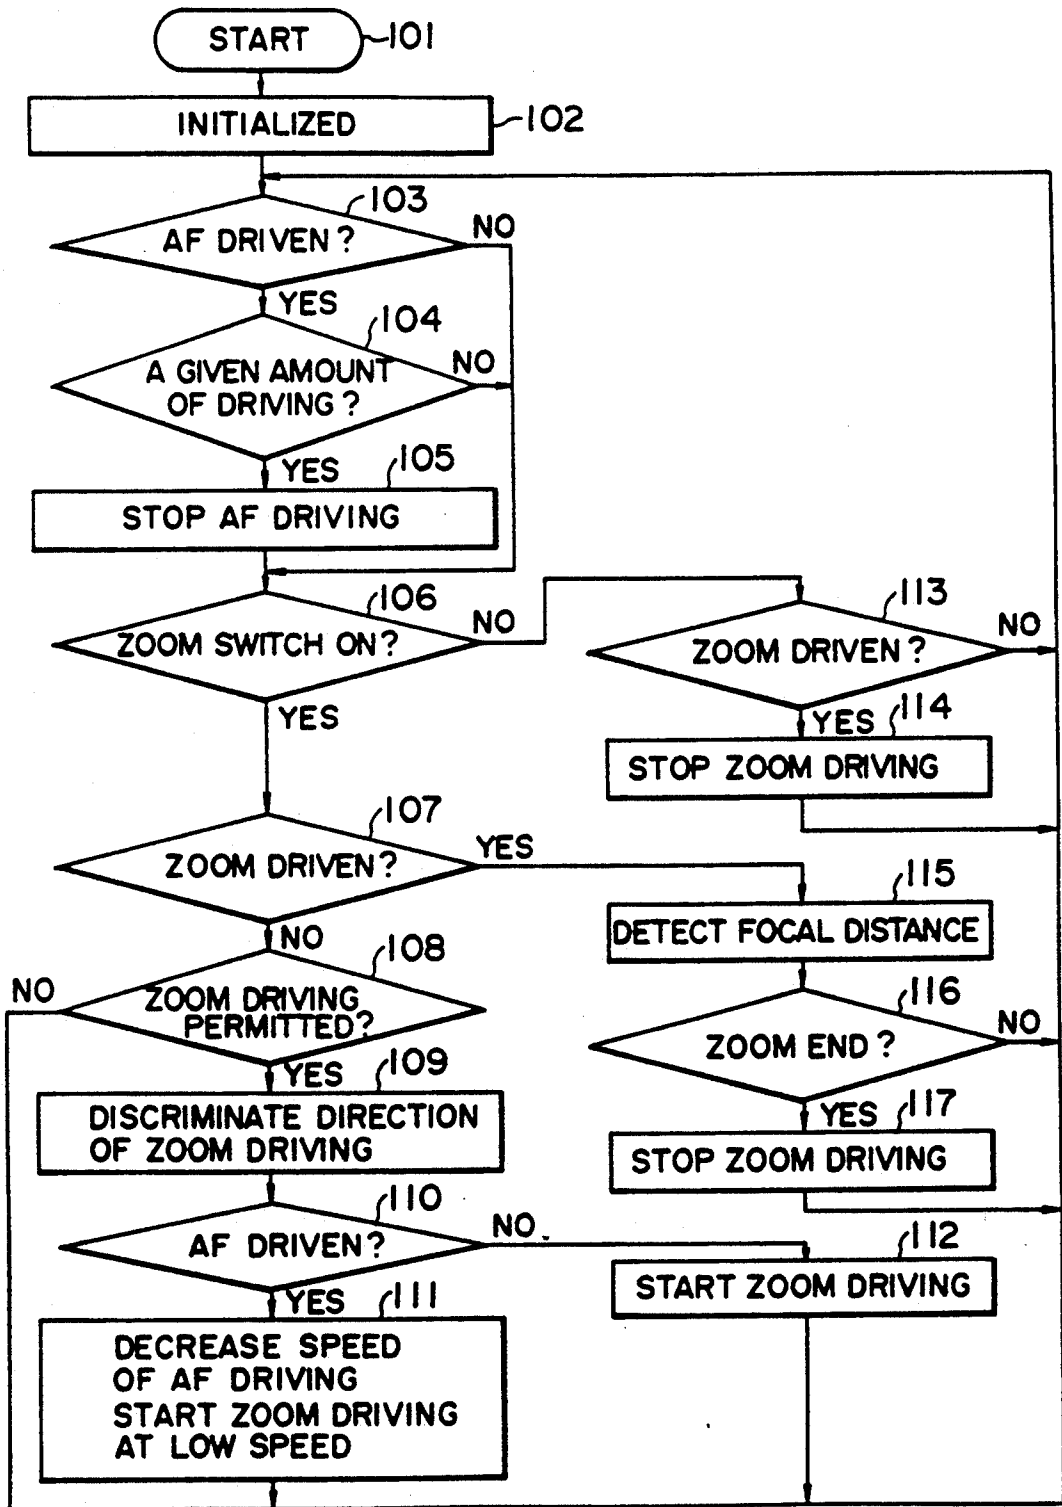 START
101
INITIALIZED
102
103
AF DRIVEN?
NO
YES
104
A GIVEN AMOUNT
OF DRIVING?
NO
YES
105
STOP AF DRIVING
106
ZOOM SWITCH ON?
NO
YES
113
ZOOM DRIVEN?
NO
YES
114
STOP ZOOM DRIVING
107
ZOOM DRIVEN?
YES
NO
115
DETECT FOCAL DISTANCE
108
NO
ZOOM DRIVING
PERMITTED?
YES
116
ZOOM END?
NO
YES
109
DISCRIMINATE DIRECTION
OF ZOOM DRIVING
117
STOP ZOOM DRIVING
110
AF DRIVEN?
NO
YES
112
START ZOOM DRIVING
111
DECREASE SPEED
OF AF DRIVING
START ZOOM DRIVING
AT LOW SPEED